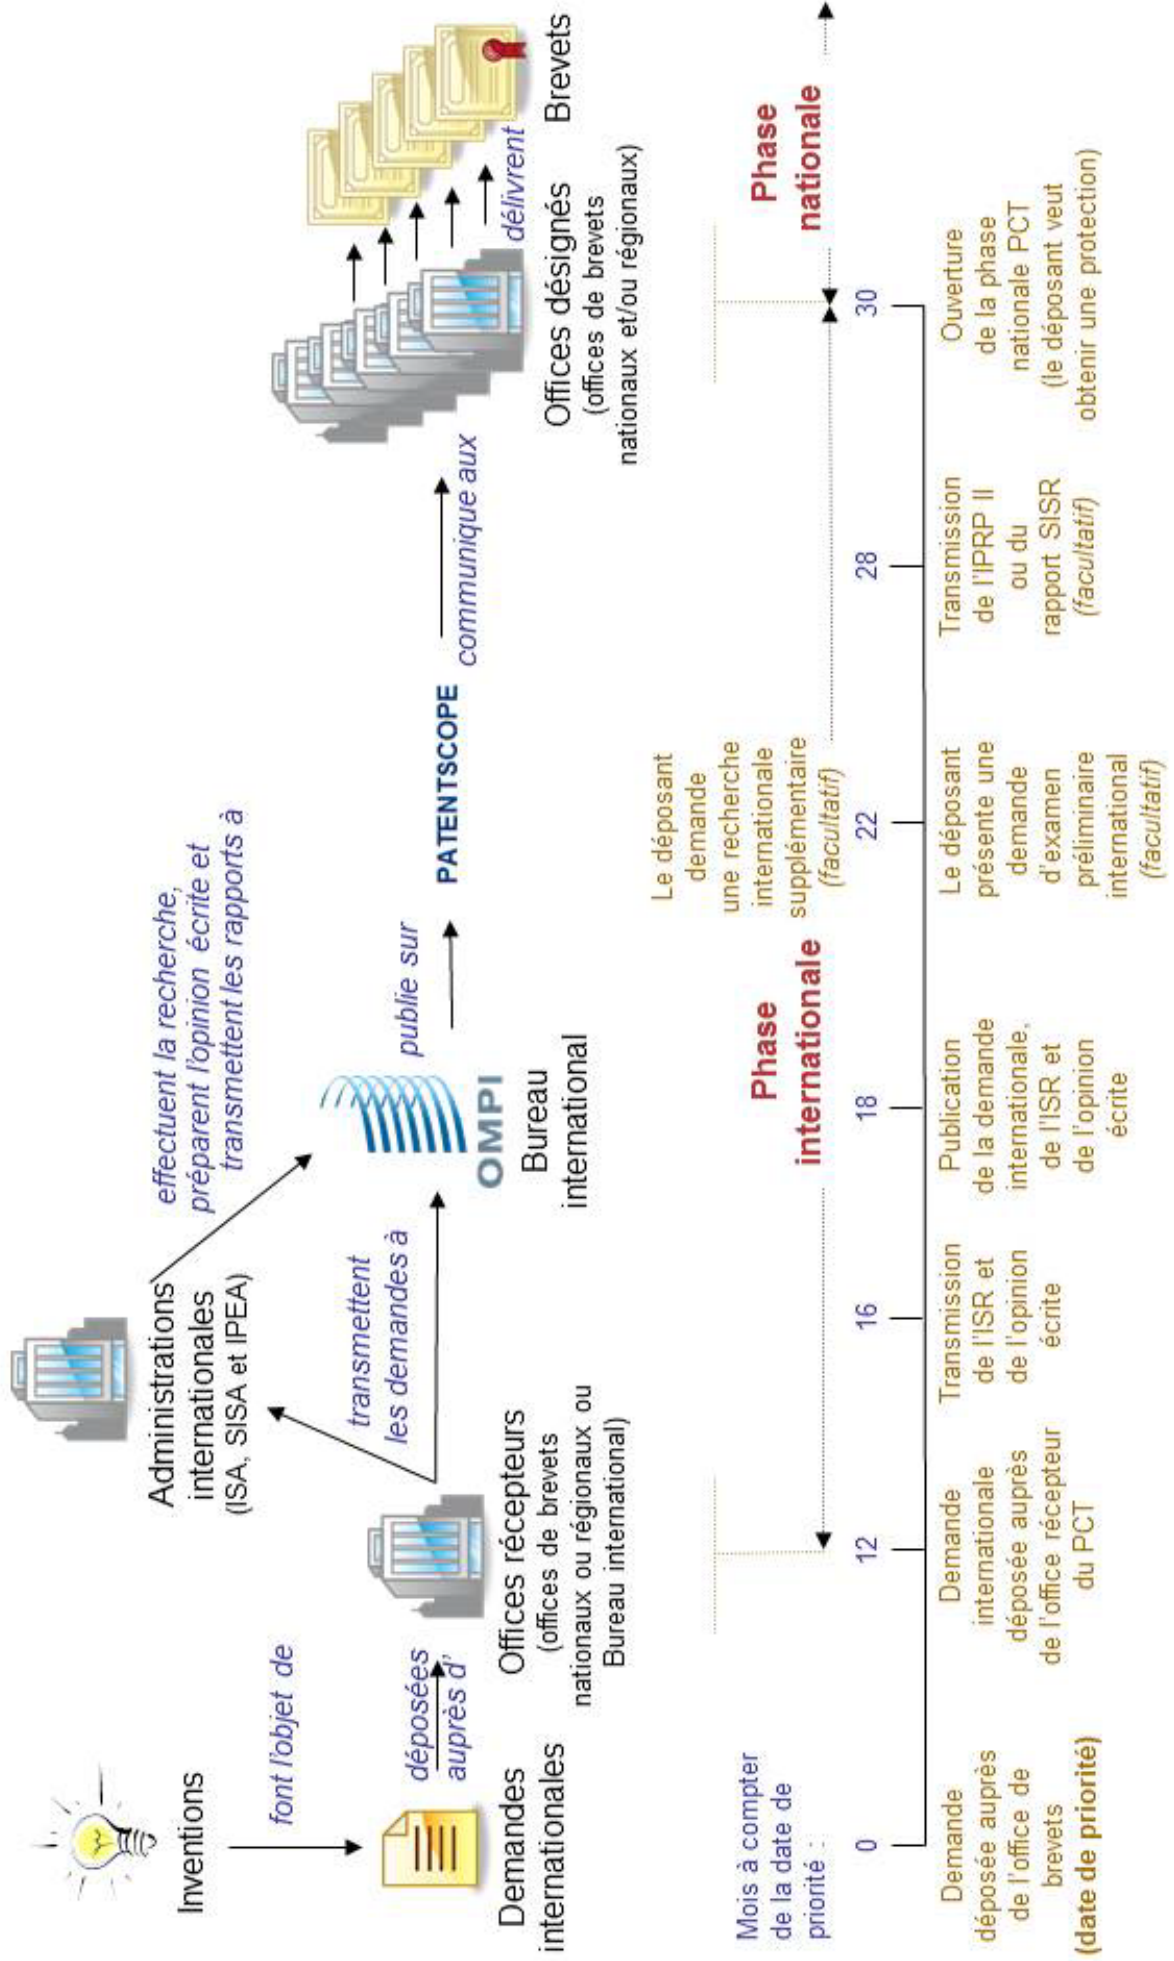 Inventions
font l'objet de
Demandes
internationales
déposées
auprès d'
Offices récepteurs
(offices de brevets
nationaux ou régionaux ou
Bureau international)
Administrations
internationales
(ISA, SISA et IPEA)
transmettent
les demandes à
effectuent la recherche,
préparent l'opinion écrite et
transmettent les rapports à
OMPI
Bureau
international
publie sur
PATENTSCOPE
communique aux
Offices désignés
(offices de brevets
nationaux et/ou régionaux)
délivrent
Brevets
Mois à compter
de la date de
priorité :
Phase
internationale
Le déposant
demande
une recherche
internationale
supplémentaire
(facultatif)
Phase
nationale
0
12
16
18
22
28
30
Demande
déposée auprès
de l'office de
brevets
(date de priorité)
Demande
internationale
déposée auprès
de l'office récepteur
du PCT
Transmission
de l'ISR et
de l'opinion
écrite
Publication
de la demande
internationale,
de l'ISR et
de l'opinion
écrite
Le déposant
présente une
demande
d'examen
préliminaire
international
(facultatif)
Transmission
de l'IPRP II
ou du
rapport SISR
(facultatif)
Ouverture
de la phase
nationale PCT
(le déposant veut
obtenir une protection)